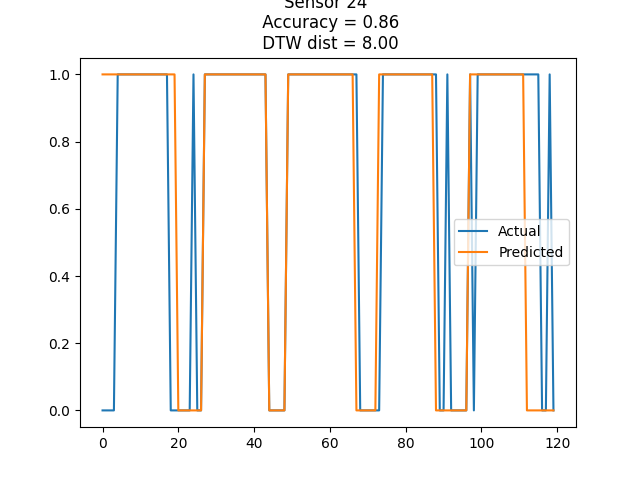 Sensor 24
Accuracy = 0.86
DTW dist = 8.00
1.0
0.8
0.6
0.4
0.2
0.0
Actual
Predicted
0 20 40 60 80 100 120